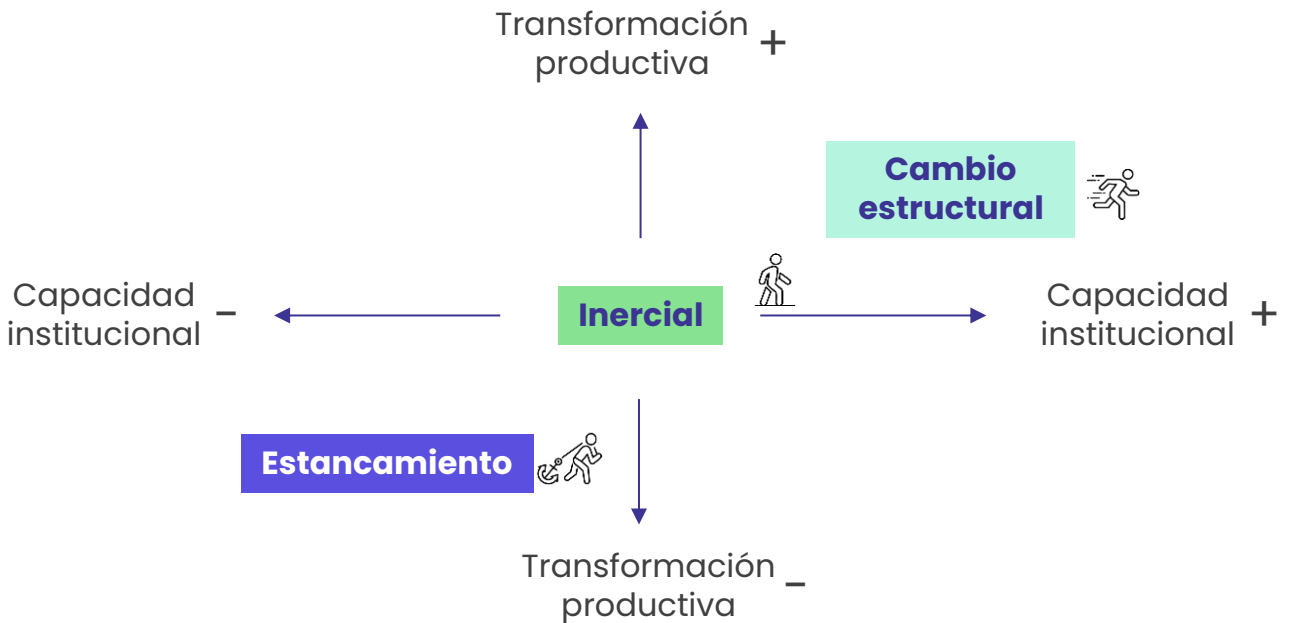 Transformación
productiva +
Cambio
estructural
Capacidad
institucional -
Inercial
Capacidad
institucional +
Estancamiento
Transformación
productiva -